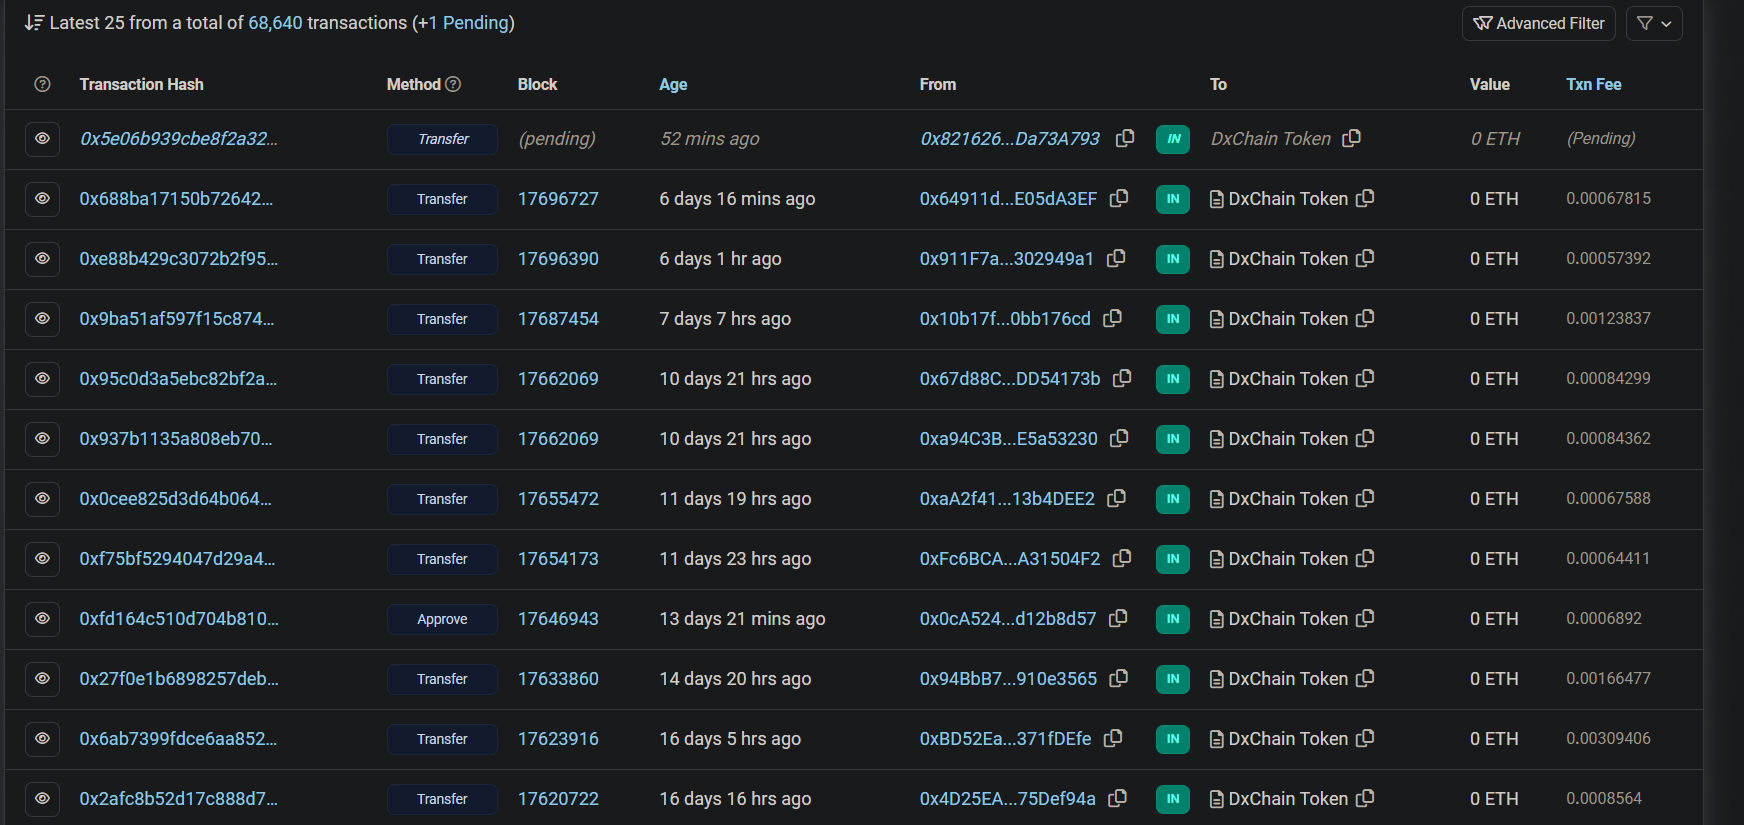 Latest 25 from a total of 68,640 transactions (+1 Pending) Advanced Filter
Transaction Hash Method Block Age From To Value Txn Fee
0x5e06b939cbe8f2a32... Transfer (pending) 52 mins ago 0x821626...Da73A793 IN DxChain Token 0 ETH (Pending)
0x688ba17150b72642... Transfer 17696727 6 days 16 mins ago 0x64911d...E05dA3EF IN DxChain Token 0 ETH 0.00067815
0xe88b429c3072b2f95... Transfer 17696390 6 days 1 hr ago 0x911F7a...302949a1 IN DxChain Token 0 ETH 0.00057392
0x9ba51af597f15c874... Transfer 17687454 7 days 7 hrs ago 0x10b17f...0bb176cd IN DxChain Token 0 ETH 0.00123837
0x95c0d3a5ebc82bf2a... Transfer 17662069 10 days 21 hrs ago 0x67d88C...DD54173b IN DxChain Token 0 ETH 0.00084299
0x937b1135a808eb70... Transfer 17662069 10 days 21 hrs ago 0xa94C3B...E5a53230 IN DxChain Token 0 ETH 0.00084362
0x0cee825d3d64b064... Transfer 17655472 11 days 19 hrs ago 0xaA2f41...13b4DEE2 IN DxChain Token 0 ETH 0.00067588
0xf75bf5294047d29a4... Transfer 17654173 11 days 23 hrs ago 0xFc6BCA...A31504F2 IN DxChain Token 0 ETH 0.00064411
0xfd164c510d704b810... Approve 17646943 13 days 21 mins ago 0x0cA524...d12b8d57 IN DxChain Token 0 ETH 0.0006892
0x27f0e1b6898257deb... Transfer 17633860 14 days 20 hrs ago 0x94BbB7...910e3565 IN DxChain Token 0 ETH 0.00166477
0x6ab7399fdce6aa852... Transfer 17623916 16 days 5 hrs ago 0xBD52Ea...371fDEfe IN DxChain Token 0 ETH 0.00309406
0x2afc8b52d17c888d7... Transfer 17620722 16 days 16 hrs ago 0x4D25EA...75Def94a IN DxChain Token 0 ETH 0.0008564